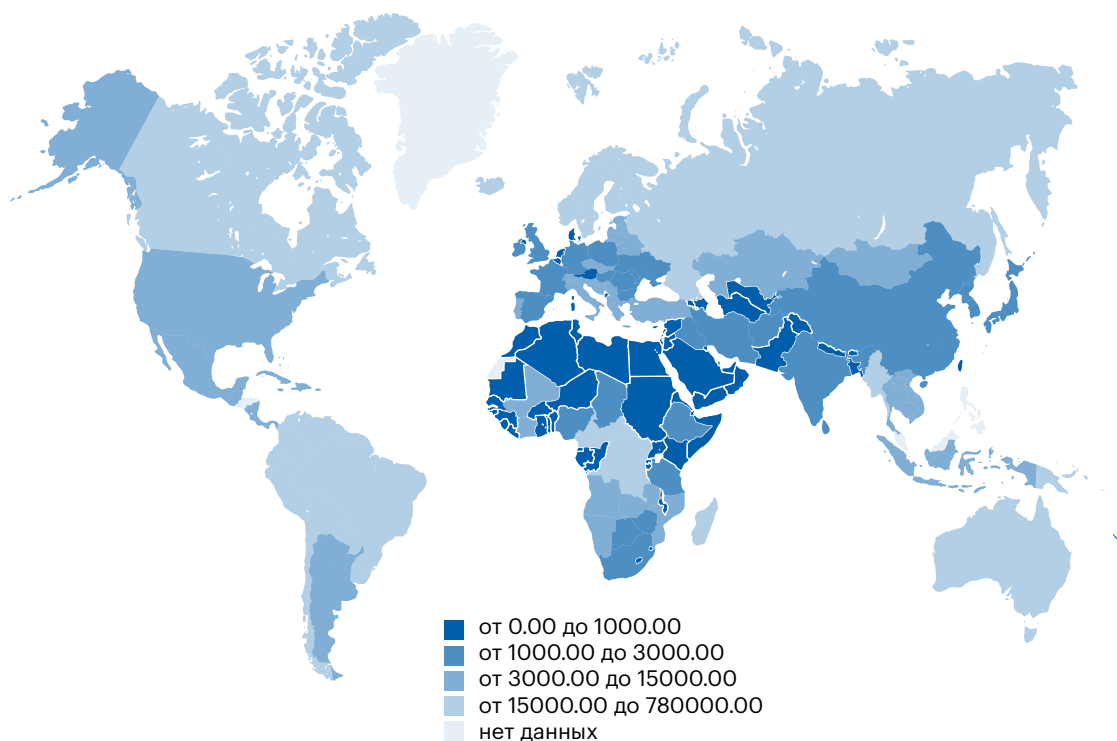 от 0.00 до 1000.00
от 1000.00 до 3000.00
от 3000.00 до 15000.00
от 15000.00 до 780000.00
нет данных